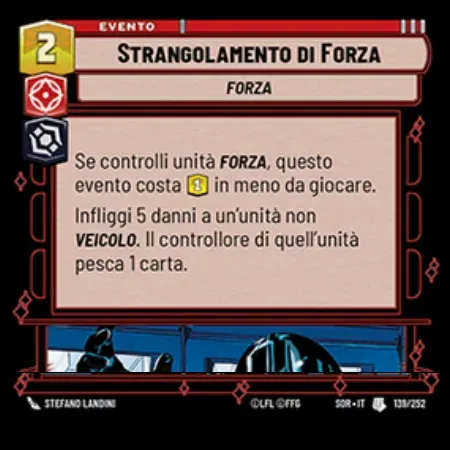 EVENTO
2
STRANGOLAMENTO DI FORZA
FORZA
Se controlli unità FORZA, questo
evento costa 1 in meno da giocare.
Infliggi 5 danni a un'unità non
VEICOLO. Il controllore di quell'unità
pesca 1 carta.
STEFANO LANDINI ©LFL ©FFG SOR • IT 139/252